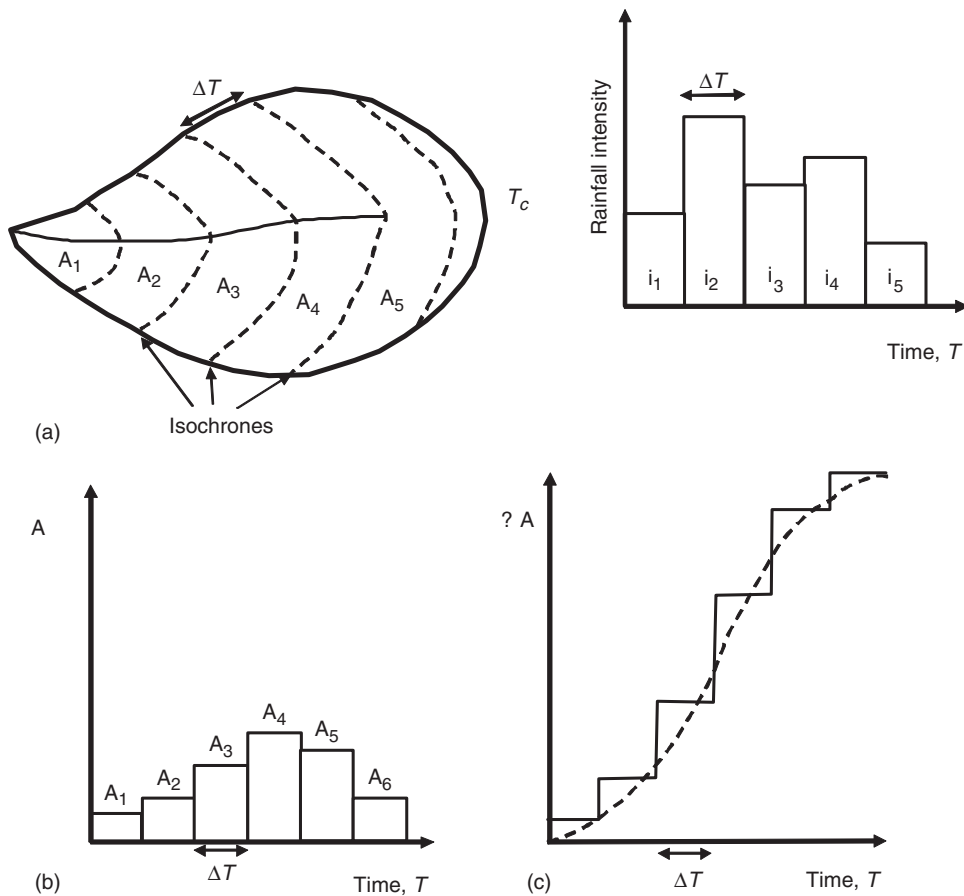 ΔT
T_c
A_1
A_2
A_3
A_4
A_5
Isochrones
(a)
Rainfall intensity
ΔT
i_1
i_2
i_3
i_4
i_5
Time, T
A
A_1
A_2
A_3
A_4
A_5
A_6
ΔT
Time, T
(b)
? A
ΔT
Time, T
(c)